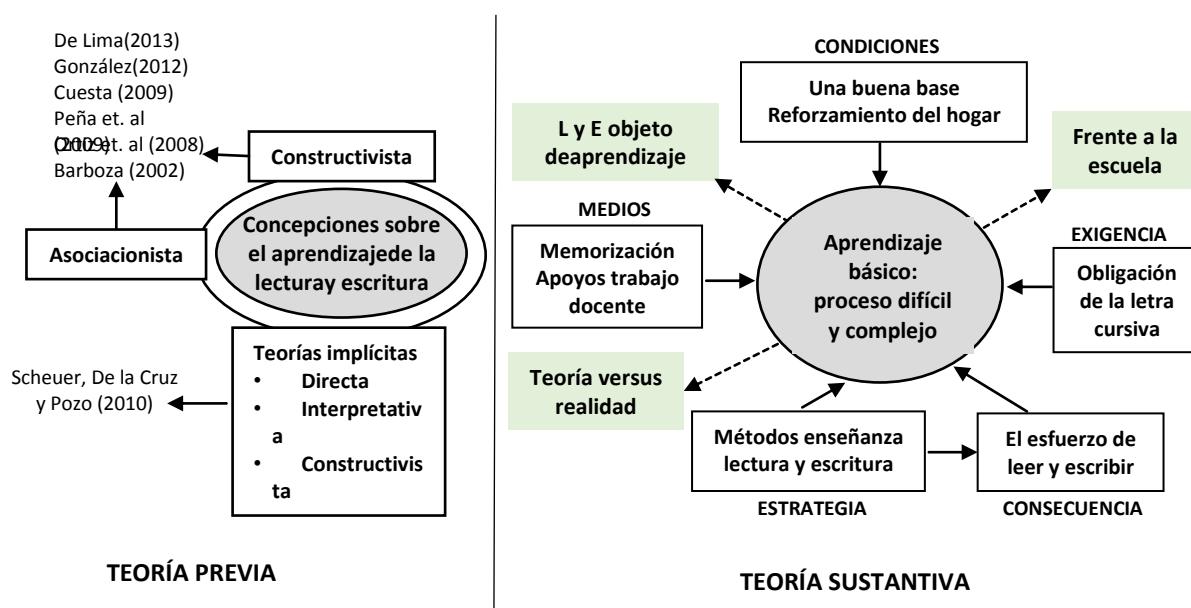 De Lima(2013)
González(2012)
Cuesta (2009)
Peña et. al
(2009)
et. al (2008)
Barboza (2002)
Constructivista
Asociacionista
Concepciones sobre
el aprendizajede la
lecturay escritura
Teorías implícitas
• Directa
• Interpretativ
a
• Constructivis
ta
Scheuer, De la Cruz
y Pozo (2010)
TEORÍA PREVIA
CONDICIONES
Una buena base
Reforzamiento del hogar
L y E objeto
deaprendizaje
Frente a la
escuela
MEDIOS
Memorización
Apoyos trabajo
docente
Aprendizaje
básico:
proceso difícil
y complejo
EXIGENCIA
Obligación
de la letra
cursiva
Teoría versus
realidad
Métodos enseñanza
lectura y escritura
ESTRATEGIA
El esfuerzo de
leer y escribir
CONSECUENCIA
TEORÍA SUSTANTIVA